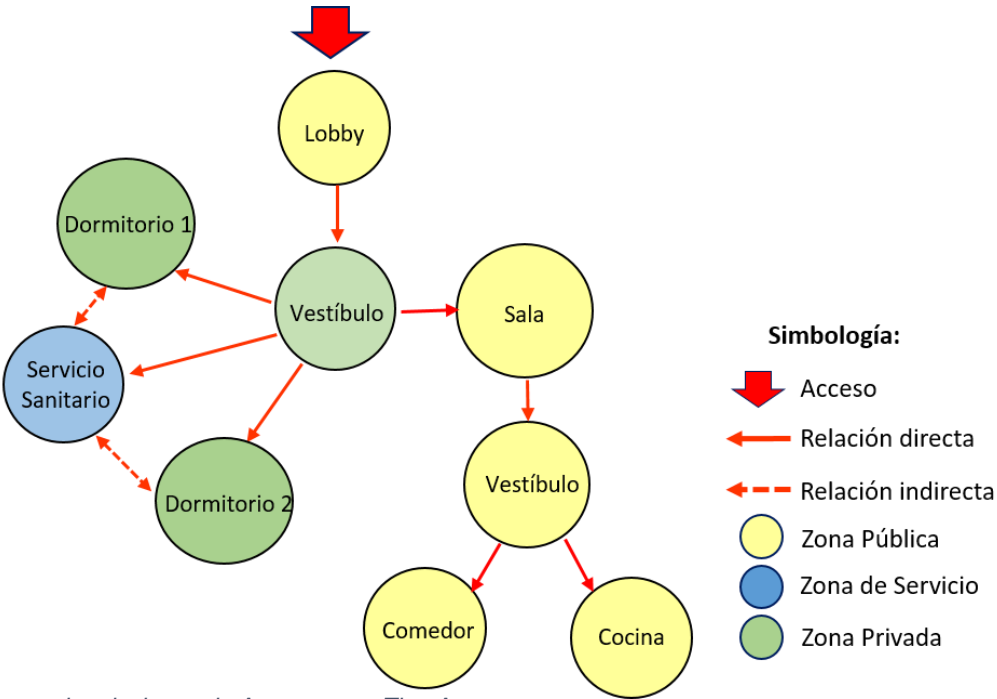 Lobby
Dormitorio 1
Vestíbulo
Sala
Servicio
Sanitario
Vestíbulo
Dormitorio 2
Comedor
Cocina
Simbología:
Acceso
Relación directa
Relación indirecta
Zona Pública
Zona de Servicio
Zona Privada